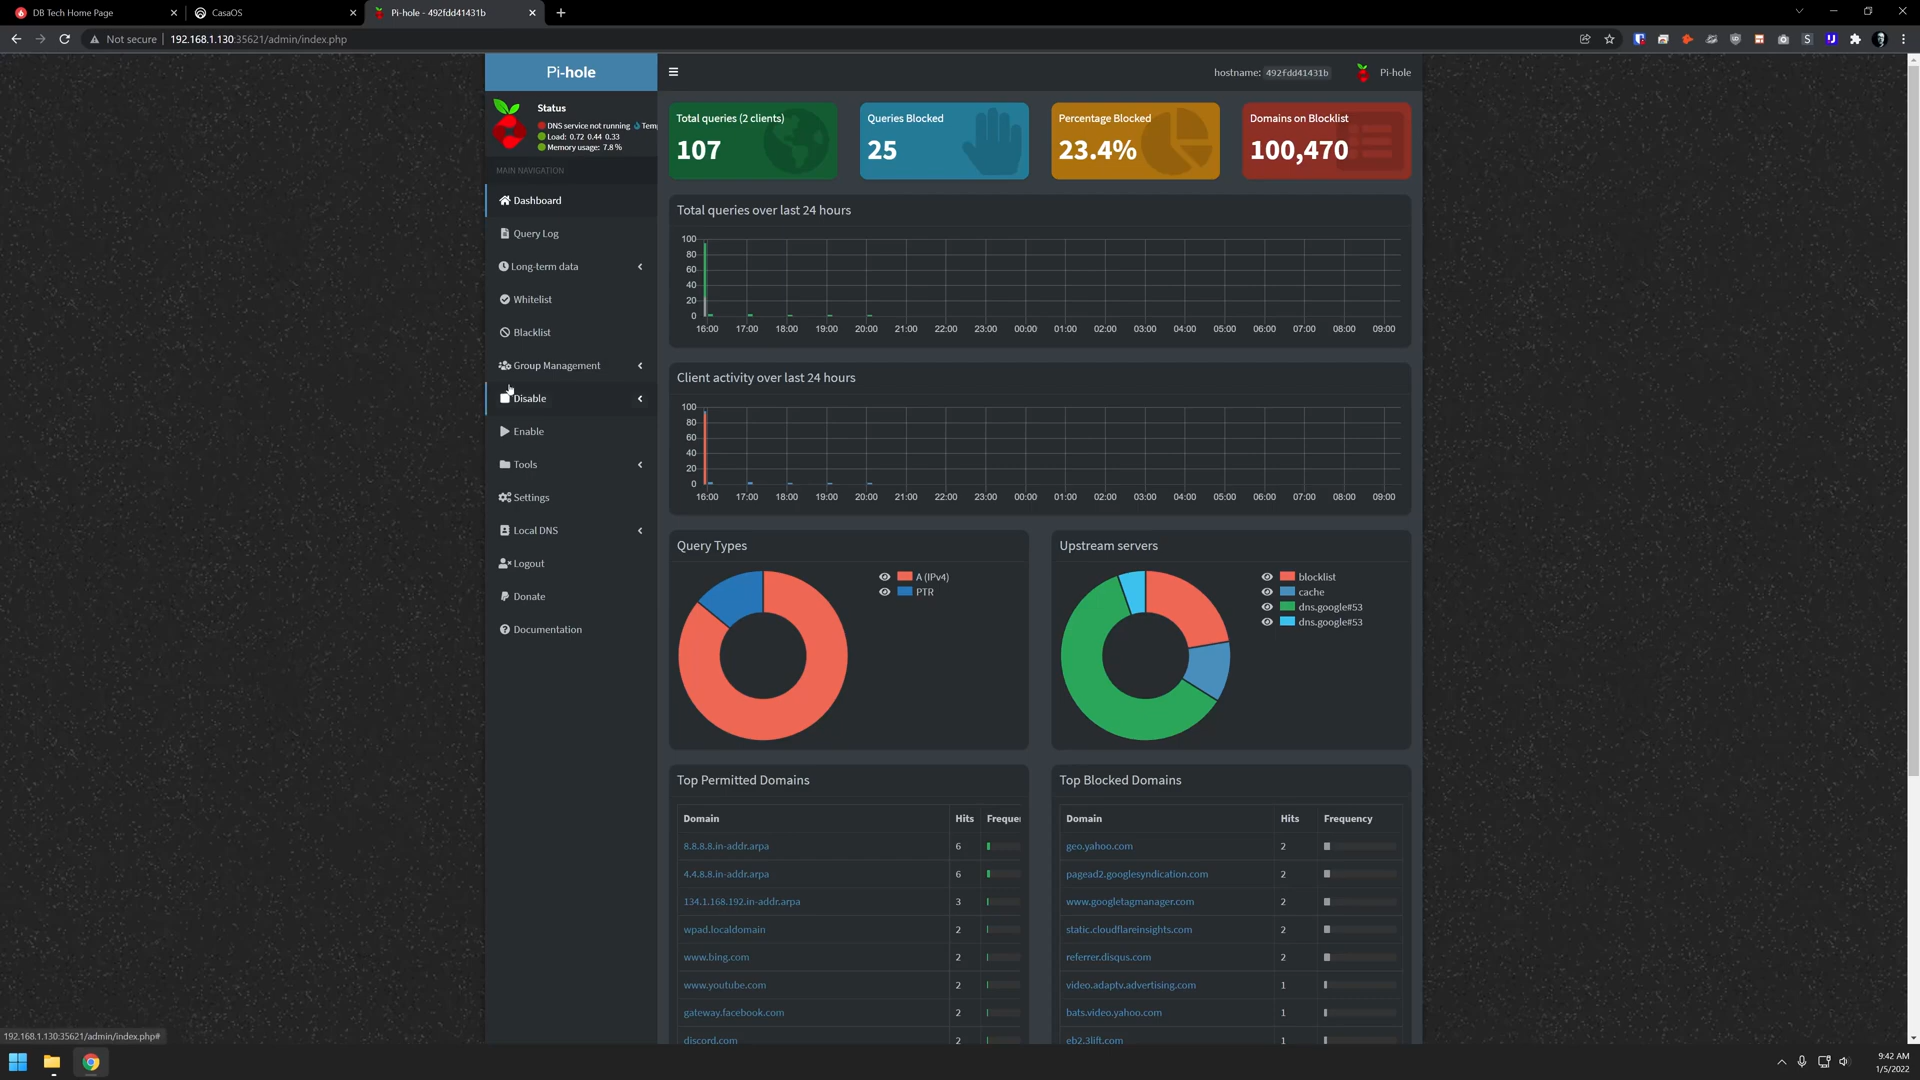 DB Tech Home Page
CasaOS
Pi-hole - 492fdd41431b
Not secure
192.168.1.130:35621/admin/index.php
Pi-hole
hostname: 492fdd41431b
Pi-hole
Status
DNS service not running
Temp
Load: 0.72 0.44 0.33
Memory usage: 7.8 %
MAIN NAVIGATION
Dashboard
Query Log
Long-term data
Whitelist
Blacklist
Group Management
Disable
Enable
Tools
Settings
Local DNS
Logout
Donate
Documentation
Total queries (2 clients)
107
Queries Blocked
25
Percentage Blocked
23.4%
Domains on Blocklist
100,470
Total queries over last 24 hours
100
80
60
40
20
0
16:00 17:00 18:00 19:00 20:00 21:00 22:00 23:00 00:00 01:00 02:00 03:00 04:00 05:00 06:00 07:00 08:00 09:00
Client activity over last 24 hours
100
80
60
40
20
0
16:00 17:00 18:00 19:00 20:00 21:00 22:00 23:00 00:00 01:00 02:00 03:00 04:00 05:00 06:00 07:00 08:00 09:00
Query Types
A (IPv4)
PTR
Upstream servers
blocklist
cache
dns.google#53
dns.google#53
Top Permitted Domains
Domain Hits Frequen
8.8.8.8.in-addr.arpa 6
4.4.8.8.in-addr.arpa 6
134.1.168.192.in-addr.arpa 3
wpad.localdomain 2
www.bing.com 2
www.youtube.com 2
gateway.facebook.com 2
discord.com 2
Top Blocked Domains
Domain Hits Frequency
geo.yahoo.com 2
pagead2.googlesyndication.com 2
www.googletagmanager.com 2
static.cloudflareinsights.com 2
referrer.disqus.com 2
video.adaptv.advertising.com 1
bats.video.yahoo.com 1
eb2.3lift.com 1
192.168.1.130:35621/admin/index.php#
9:42 AM
1/5/2022